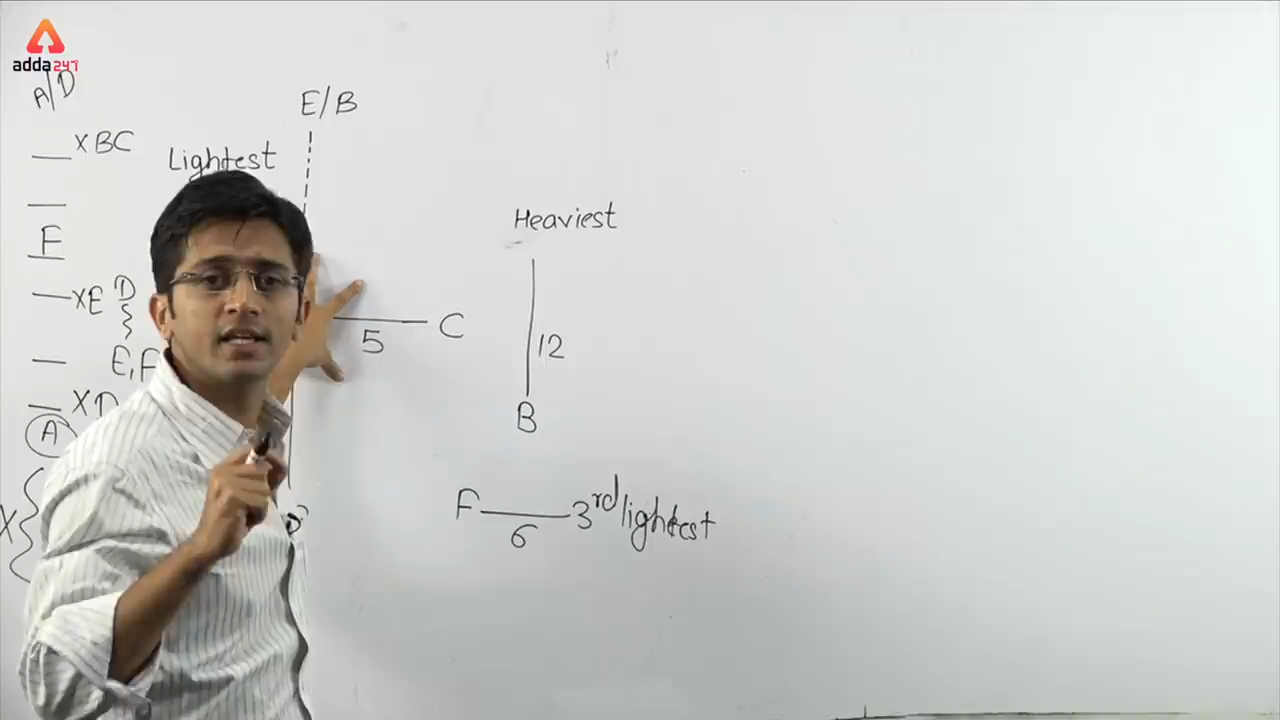 adda247
A/D
E/B
XBC
Lightest
Heaviest
F
XE D
5
C
12
E,
XD
B
A
F
3rd lightest
6
X